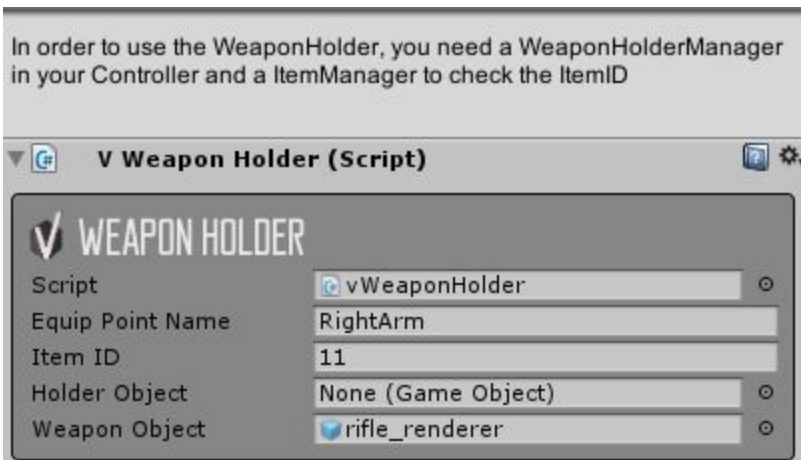 In order to use the WeaponHolder, you need a WeaponHolderManager
in your Controller and a ItemManager to check the ItemID
V Weapon Holder (Script)
WEAPON HOLDER
Script vWeaponHolder
Equip Point Name RightArm
Item ID 11
Holder Object None (Game Object)
Weapon Object rifle_renderer